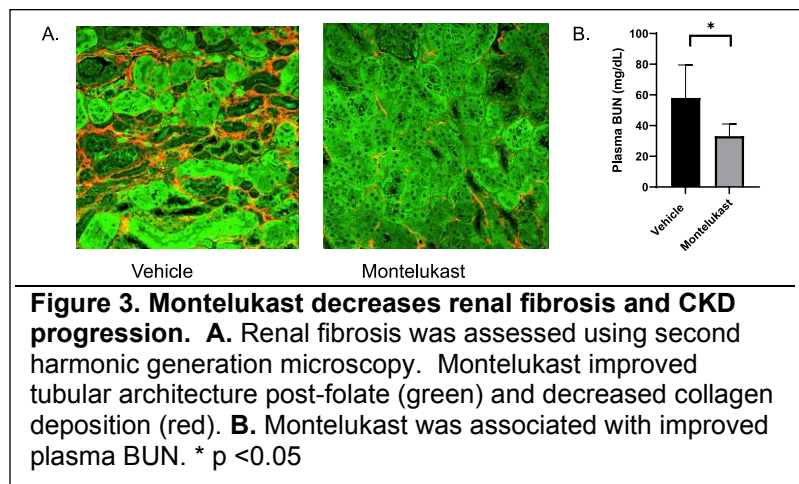 A.
B.
*
Plasma BUN (mg/dL)
80
60
40
20
0
Vehicle
Montelukast
Vehicle
Montelukast
Figure 3. Montelukast decreases renal fibrosis and CKD
progression. A. Renal fibrosis was assessed using second
harmonic generation microscopy. Montelukast improved
tubular architecture post-folate (green) and decreased collagen
deposition (red). B. Montelukast was associated with improved
plasma BUN. * p <0.05